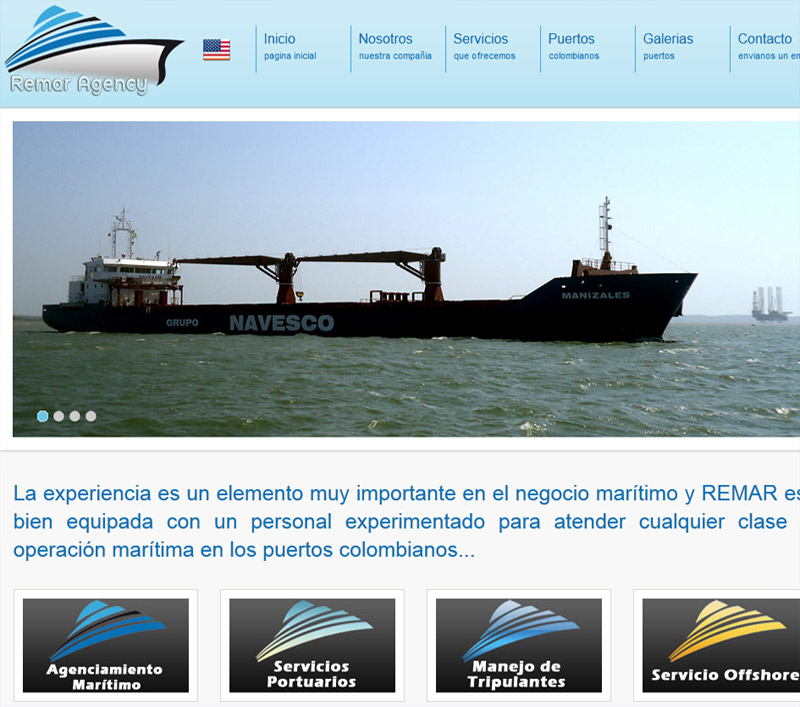 Remar Agency
Inicio
pagina inicial
Nosotros
nuestra compañia
Servicios
que ofrecemos
Puertos
colombianos
Galerias
puertos
Contacto
envianos un
MANIZALES
GRUPO NAVESCO
La experiencia es un elemento muy importante en el negocio marítimo y REMAR
bien equipada con un personal experimentado para atender cualquier clase
operación marítima en los puertos colombianos...
Agenciamiento
Marítimo
Servicios
Portuarios
Manejo de
Tripulantes
Servicio Offshore